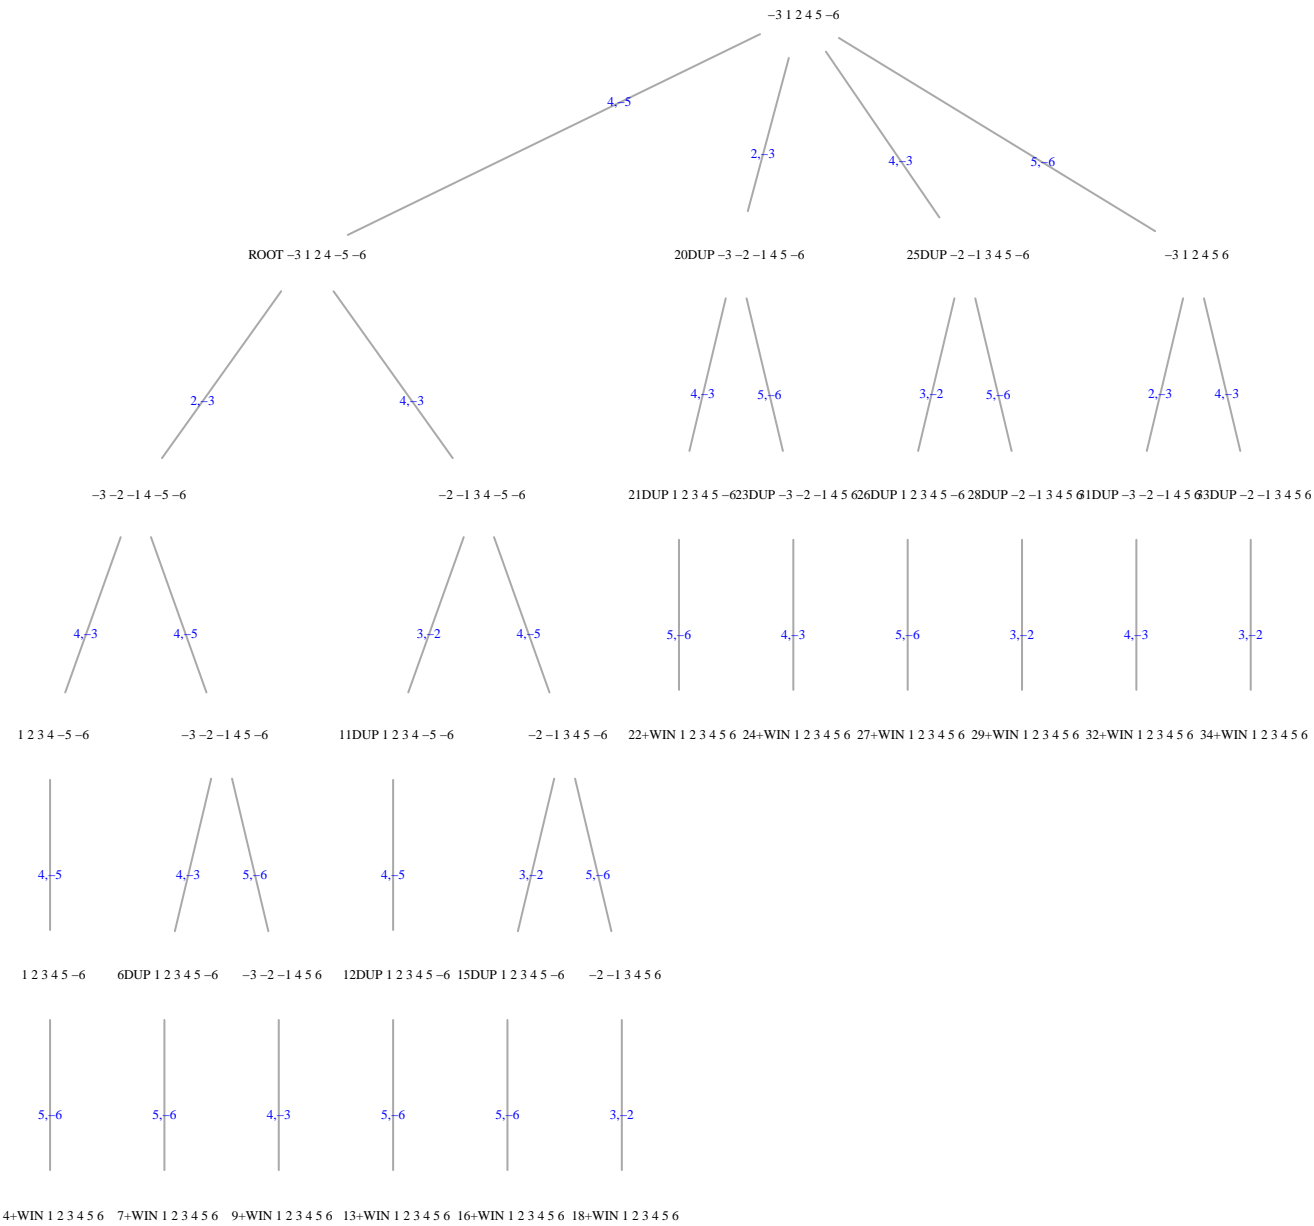 −3 1 2 4 5 −6
4,−5
2,−3
4,−3
5,−6
ROOT −3 1 2 4 −5 −6
20DUP −3 −2 −1 4 5 −6
25DUP −2 −1 3 4 5 −6
−3 1 2 4 5 6
2,−3
4,−3
4,−3
5,−6
3,−2
5,−6
2,−3
4,−3
−3 −2 −1 4 −5 −6
−2 −1 3 4 −5 −6
21DUP 1 2 3 4 5 −6
23DUP −3 −2 −1 4 5 6
26DUP 1 2 3 4 5 −6
28DUP −2 −1 3 4 5 6
31DUP −3 −2 −1 4 5 6
33DUP −2 −1 3 4 5 6
4,−3
4,−5
3,−2
4,−5
5,−6
4,−3
5,−6
3,−2
4,−3
3,−2
1 2 3 4 −5 −6
−3 −2 −1 4 5 −6
11DUP 1 2 3 4 −5 −6
−2 −1 3 4 5 −6
22+WIN 1 2 3 4 5 6
24+WIN 1 2 3 4 5 6
27+WIN 1 2 3 4 5 6
29+WIN 1 2 3 4 5 6
32+WIN 1 2 3 4 5 6
34+WIN 1 2 3 4 5 6
4,−5
4,−3
5,−6
4,−5
3,−2
5,−6
1 2 3 4 5 −6
6DUP 1 2 3 4 5 −6
−3 −2 −1 4 5 6
12DUP 1 2 3 4 5 −6
15DUP 1 2 3 4 5 −6
−2 −1 3 4 5 6
5,−6
5,−6
4,−3
5,−6
5,−6
3,−2
4+WIN 1 2 3 4 5 6
7+WIN 1 2 3 4 5 6
9+WIN 1 2 3 4 5 6
13+WIN 1 2 3 4 5 6
16+WIN 1 2 3 4 5 6
18+WIN 1 2 3 4 5 6